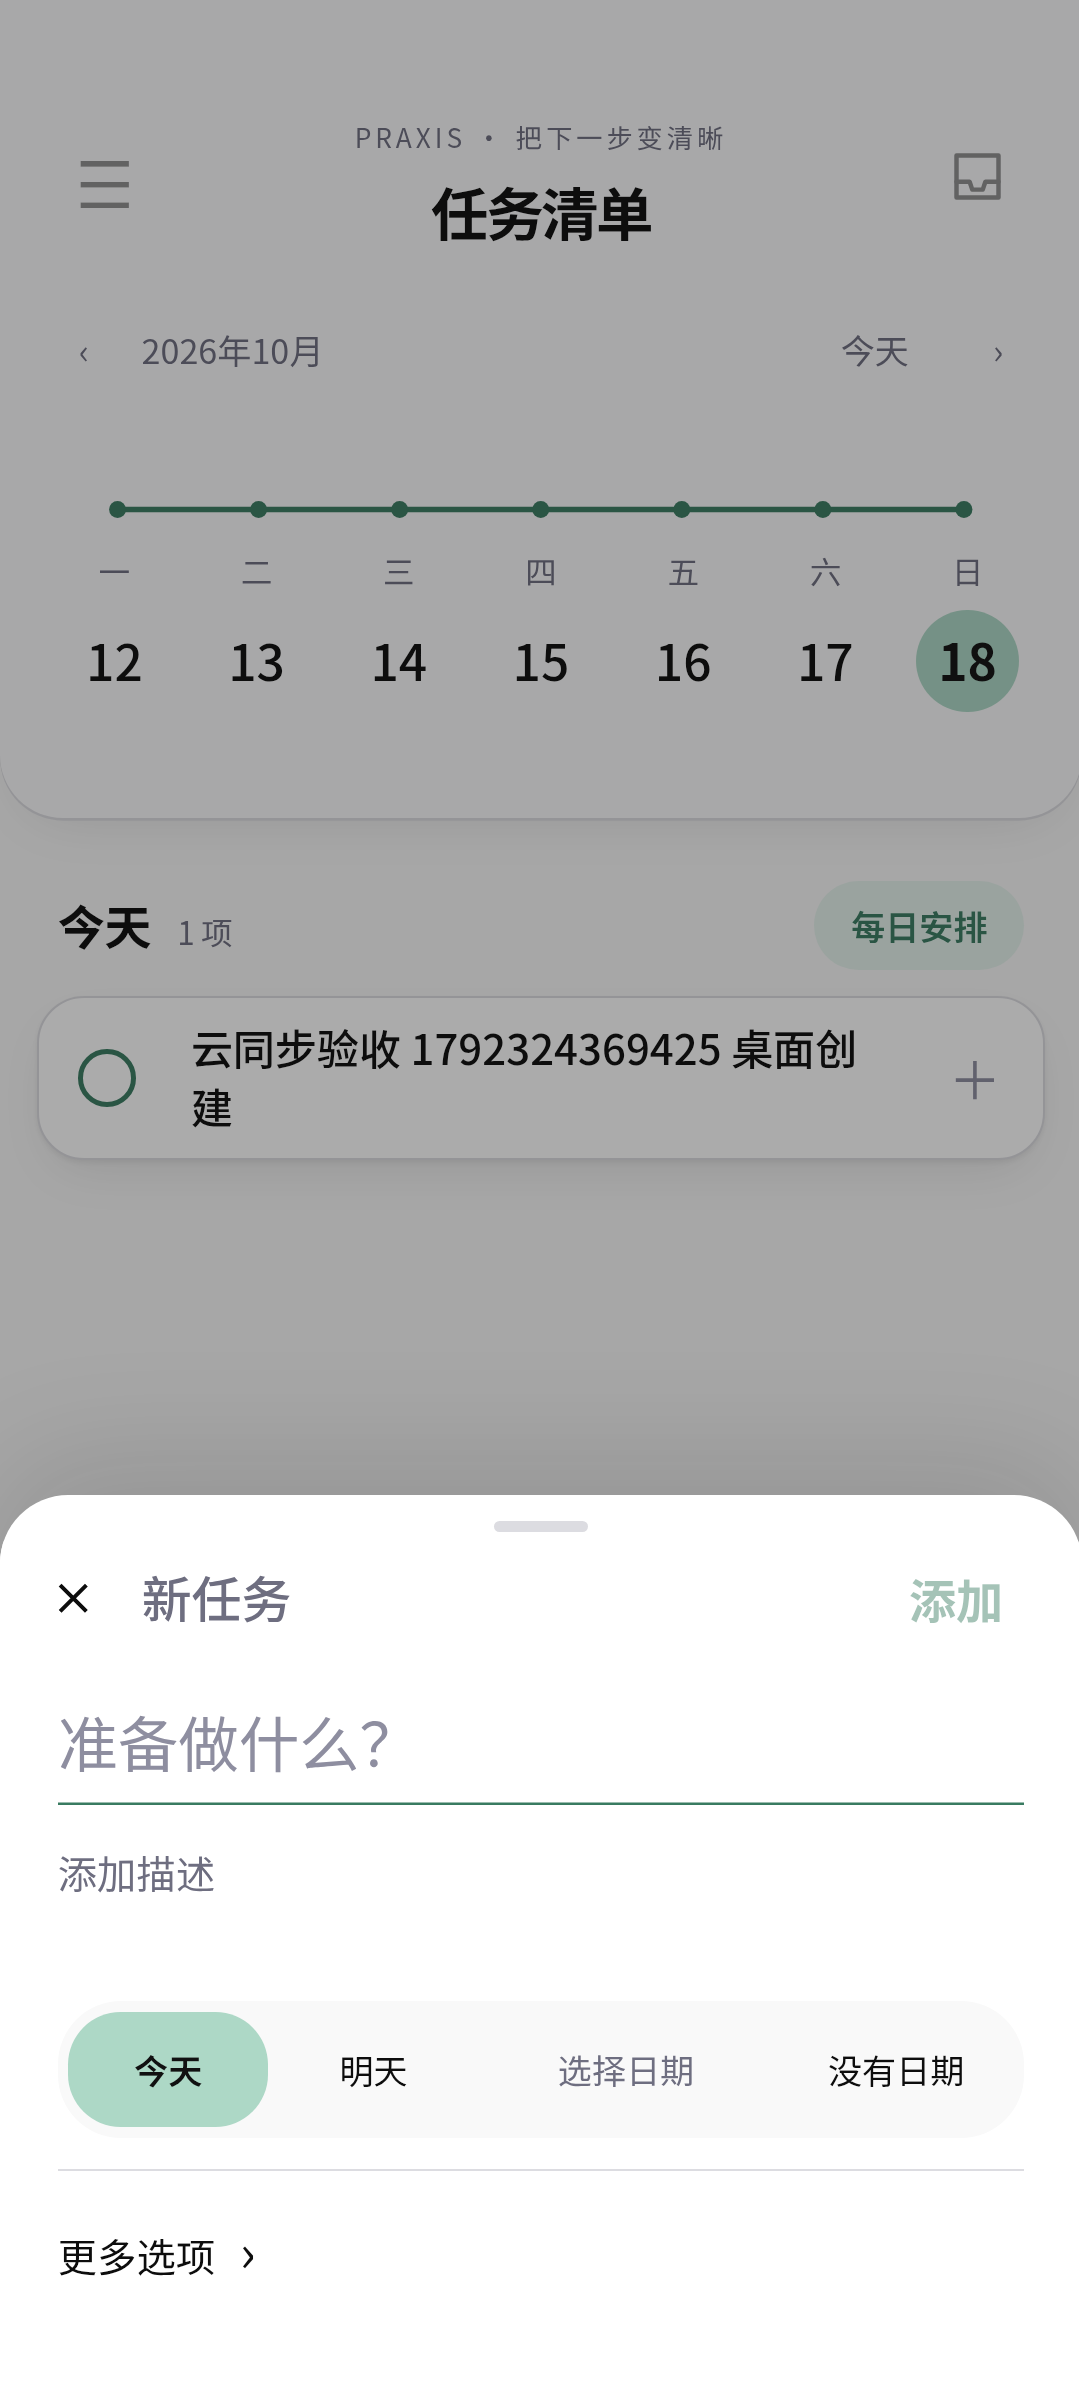 PRAXIS · 把下一步变清晰
任务清单
‹ 2026年10月 今天 ›
一 二 三 四 五 六 日
12 13 14 15 16 17 18
今天 1 项 每日安排
云同步验收 1792324369425 桌面创
建
新任务 添加
准备做什么？
添加描述
今天 明天 选择日期 没有日期
更多选项 ›